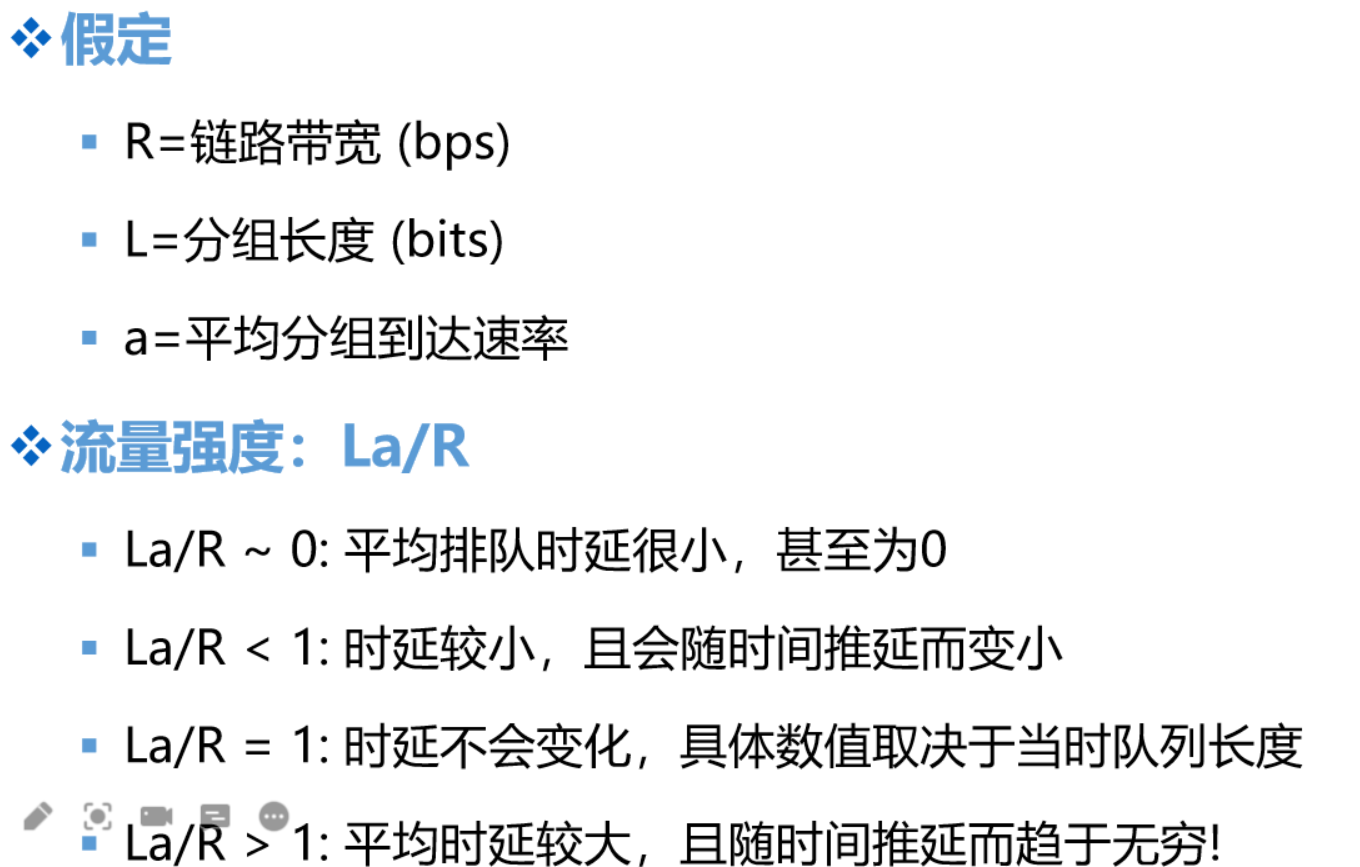 假定
R=链路带宽 (bps)
L=分组长度 (bits)
a=平均分组到达速率
流量强度：La/R
La/R ~ 0: 平均排队时延很小，甚至为0
La/R < 1: 时延较小，且会随时间推延而变小
La/R = 1: 时延不会变化，具体数值取决于当时队列长度
La/R > 1: 平均时延较大，且随时间推延而趋于无穷!